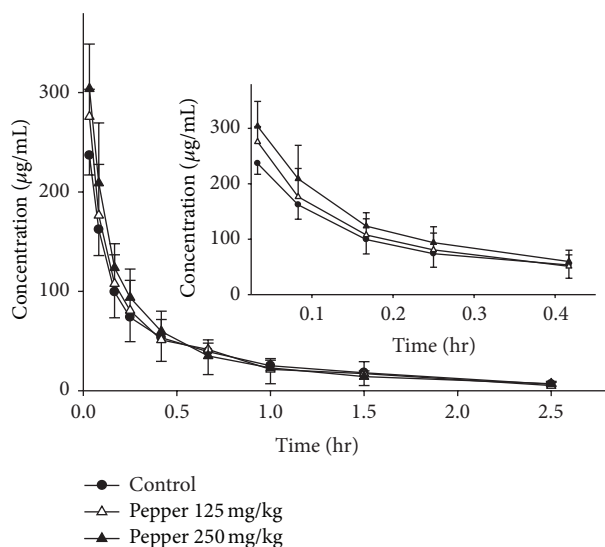 Concentration (μg/mL)
300
200
100
0
0.0
0.5
1.0
1.5
2.0
2.5
Time (hr)
Concentration (μg/mL)
300
200
100
0
0.1
0.2
0.3
0.4
Time (hr)
Control
Pepper 125 mg/kg
Pepper 250 mg/kg